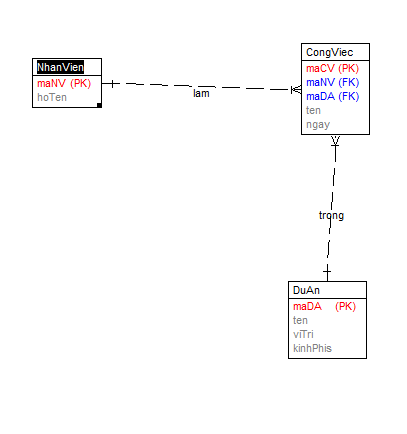 NhanVien
maNV (PK)
hoTen
lam
CongViec
maCV (PK)
maNV (FK)
maDA (FK)
ten
ngay
trong
DuAn
maDA (PK)
ten
viTri
kinhPhis